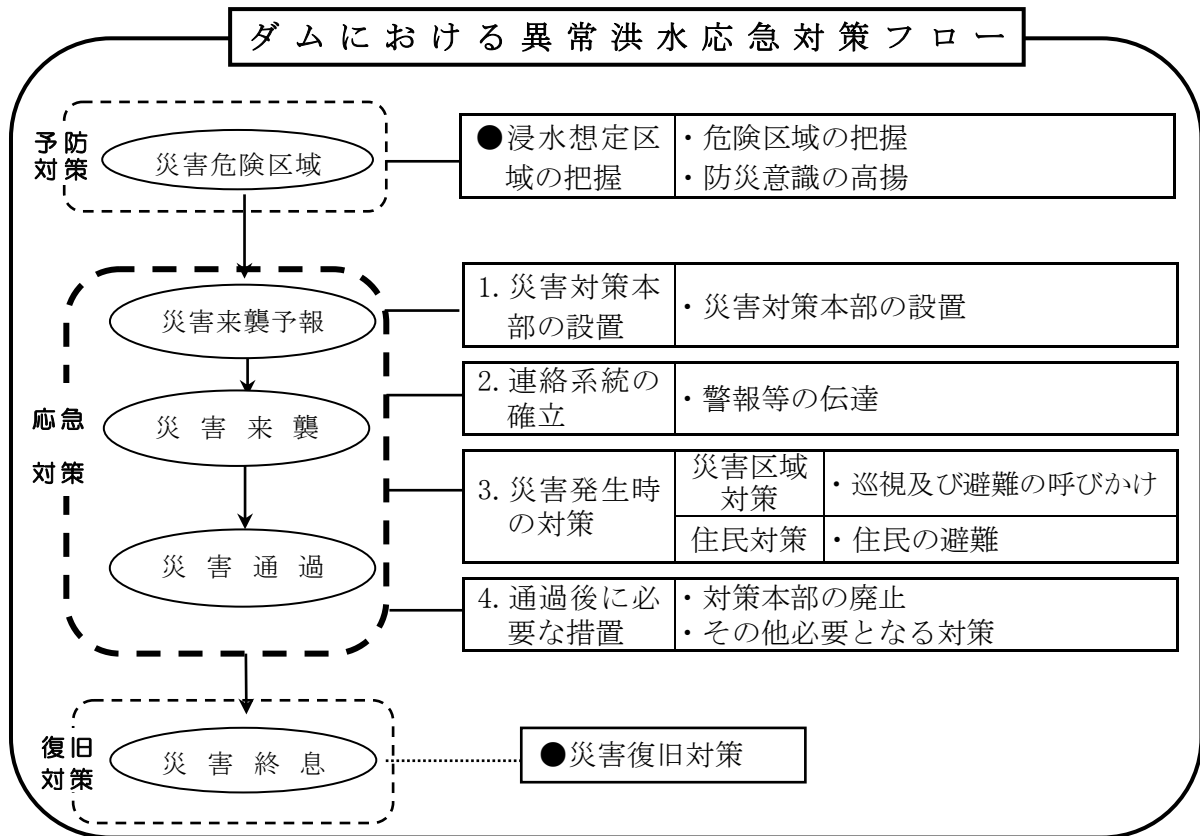 ダムにおける異常洪水応急対策フロー
予防
対策
災害危険区域
●浸水想定区
域の把握
・危険区域の把握
・防災意識の高揚
応急
対策
災害来襲予報
災害来襲
災害通過
1.災害対策本
部の設置
・災害対策本部の設置
2.連絡系統の
確立
・警報等の伝達
3.災害発生時
の対策
災害区域
対策
・巡視及び避難の呼びかけ
住民対策
・住民の避難
4.通過後に必
要な措置
・対策本部の廃止
・その他必要となる対策
復旧
対策
災害終息
●災害復旧対策